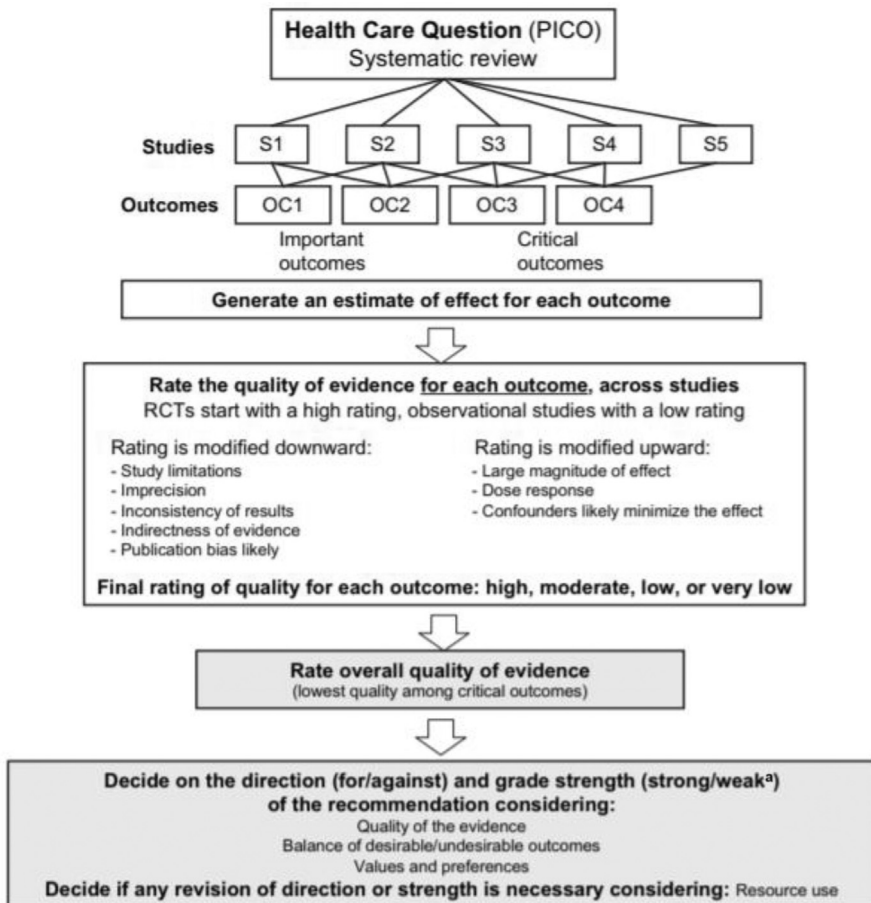 Health Care Question (PICO)
Systematic review
Studies
S1 S2 S3 S4 S5
Outcomes
OC1 OC2 OC3 OC4
Important
outcomes
Critical
outcomes
Generate an estimate of effect for each outcome
Rate the quality of evidence for each outcome, across studies
RCTs start with a high rating, observational studies with a low rating
Rating is modified downward:
- Study limitations
- Imprecision
- Inconsistency of results
- Indirectness of evidence
- Publication bias likely
Rating is modified upward:
- Large magnitude of effect
- Dose response
- Confounders likely minimize the effect
Final rating of quality for each outcome: high, moderate, low, or very low
Rate overall quality of evidence
(lowest quality among critical outcomes)
Decide on the direction (for/against) and grade strength (strong/weakᵃ)
of the recommendation considering:
Quality of the evidence
Balance of desirable/undesirable outcomes
Values and preferences
Decide if any revision of direction or strength is necessary considering: Resource use